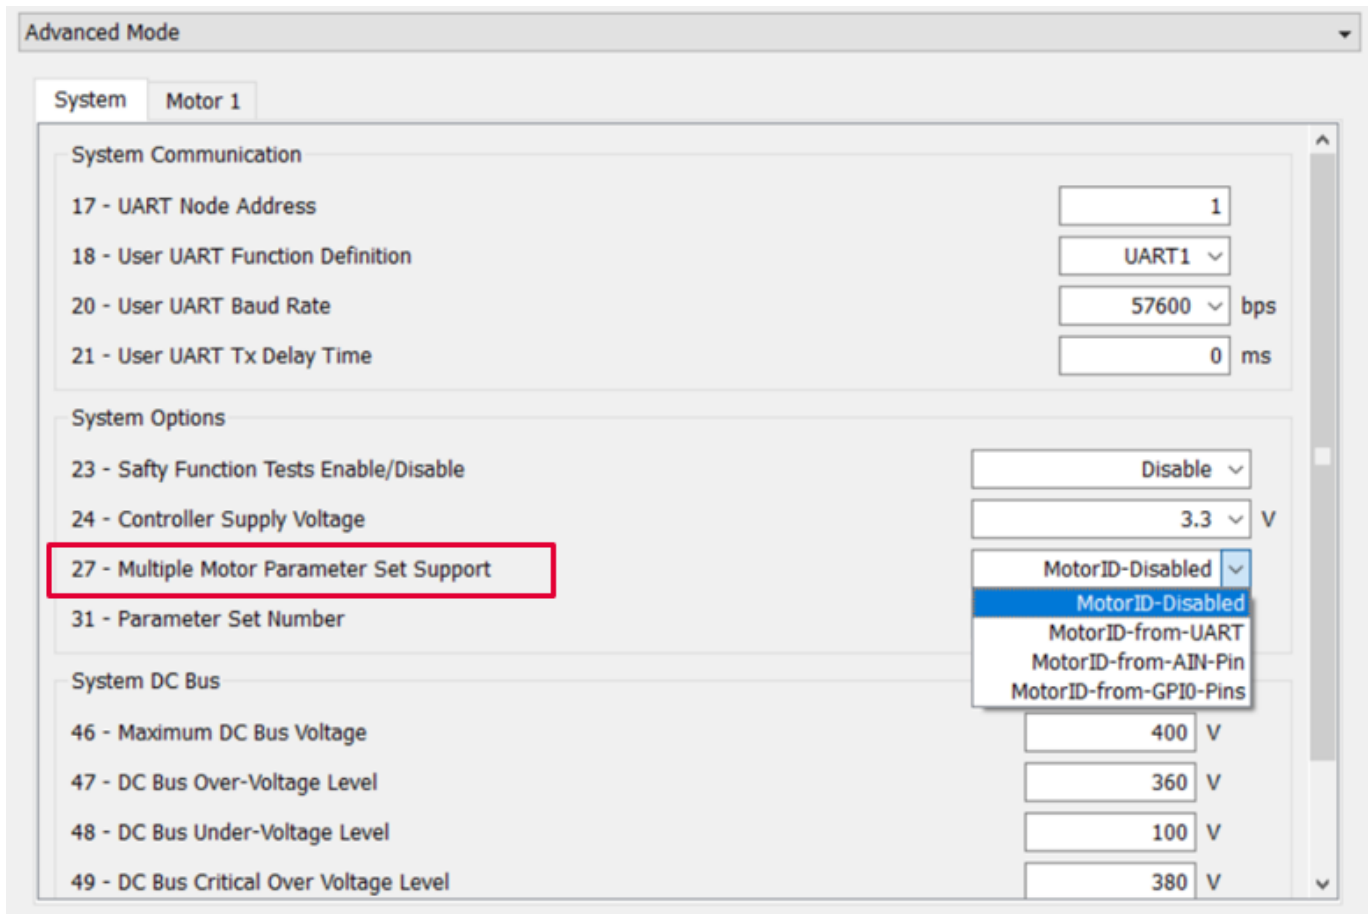 Advanced Mode
System Motor 1
System Communication
17 - UART Node Address 1
18 - User UART Function Definition UART1
20 - User UART Baud Rate 57600 bps
21 - User UART Tx Delay Time 0 ms
System Options
23 - Safty Function Tests Enable/Disable Disable
24 - Controller Supply Voltage 3.3 V
27 - Multiple Motor Parameter Set Support MotorID-Disabled
MotorID-Disabled
31 - Parameter Set Number
MotorID-from-UART
MotorID-from-AIN-Pin
MotorID-from-GPI0-Pins
System DC Bus
46 - Maximum DC Bus Voltage 400 V
47 - DC Bus Over-Voltage Level 360 V
48 - DC Bus Under-Voltage Level 100 V
49 - DC Bus Critical Over Voltage Level 380 V